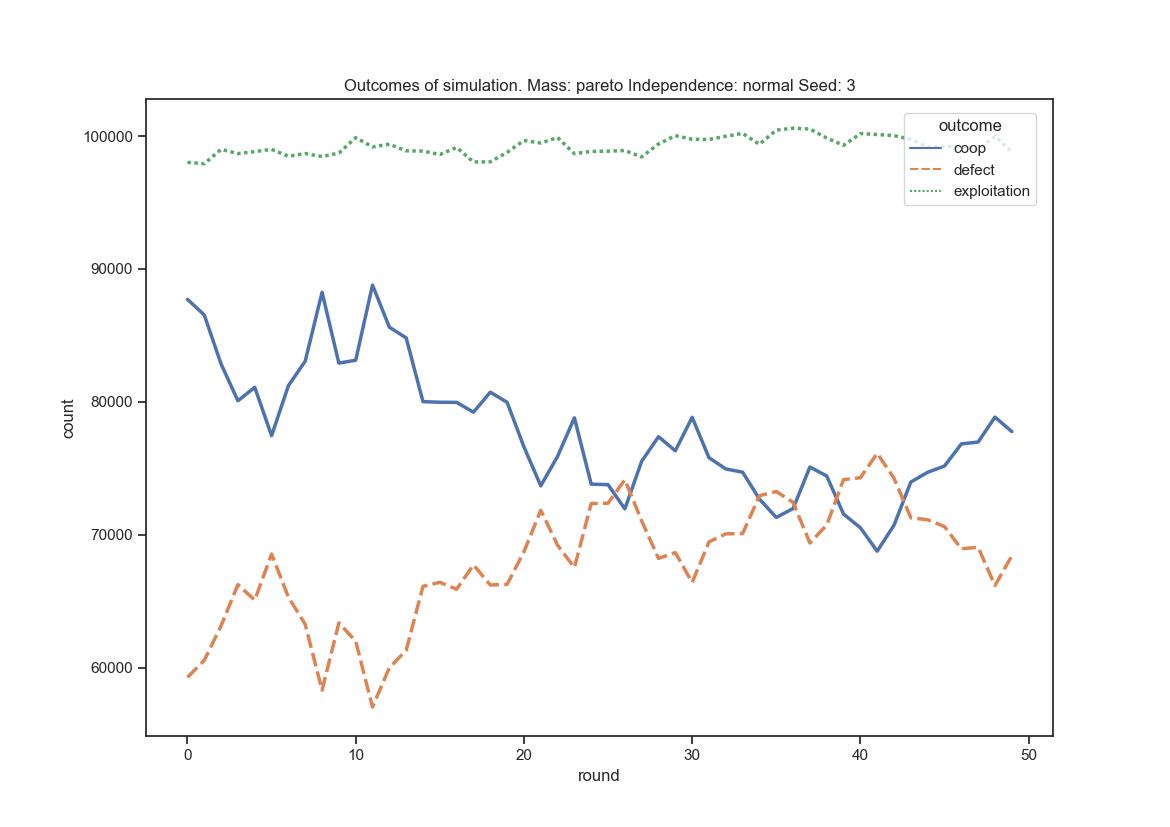 Outcomes of simulation. Mass: pareto Independence: normal Seed: 3
outcome
coop
defect
exploitation
100000
90000
80000
70000
60000
count
0
10
20
30
40
50
round